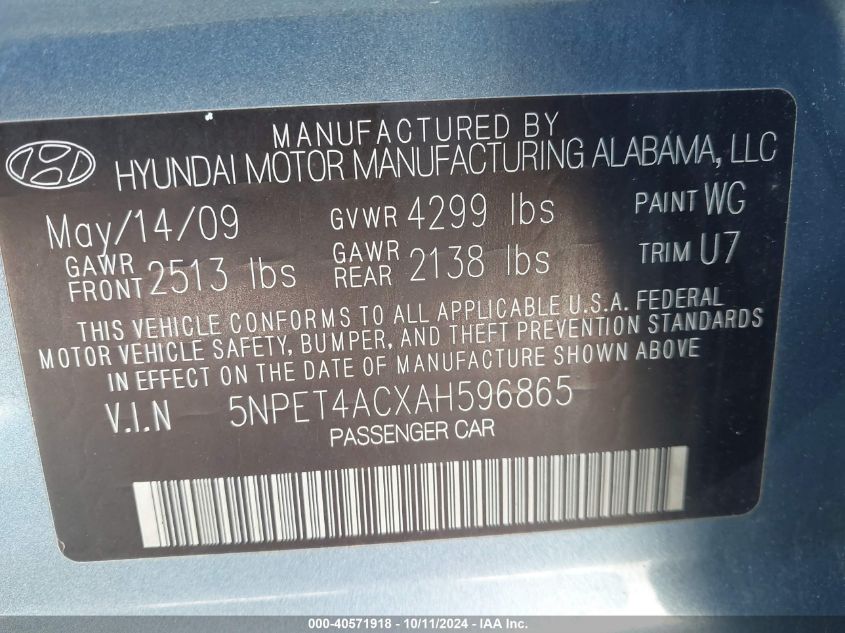 MANUFACTURED BY
HYUNDAI MOTOR MANUFACTURING ALABAMA, LLC
May/14/09 GVWR 4299 lbs PAINT WG
GAWR FRONT 2513 lbs GAWR REAR 2138 lbs TRIM U7
THIS VEHICLE CONFORMS TO ALL APPLICABLE U.S.A. FEDERAL
MOTOR VEHICLE SAFETY, BUMPER, AND THEFT PREVENTION STANDARDS
IN EFFECT ON THE DATE OF MANUFACTURE SHOWN ABOVE
V.I.N 5NPET4ACXAH596865
PASSENGER CAR
000-40571918 - 10/11/2024 - IAA Inc.